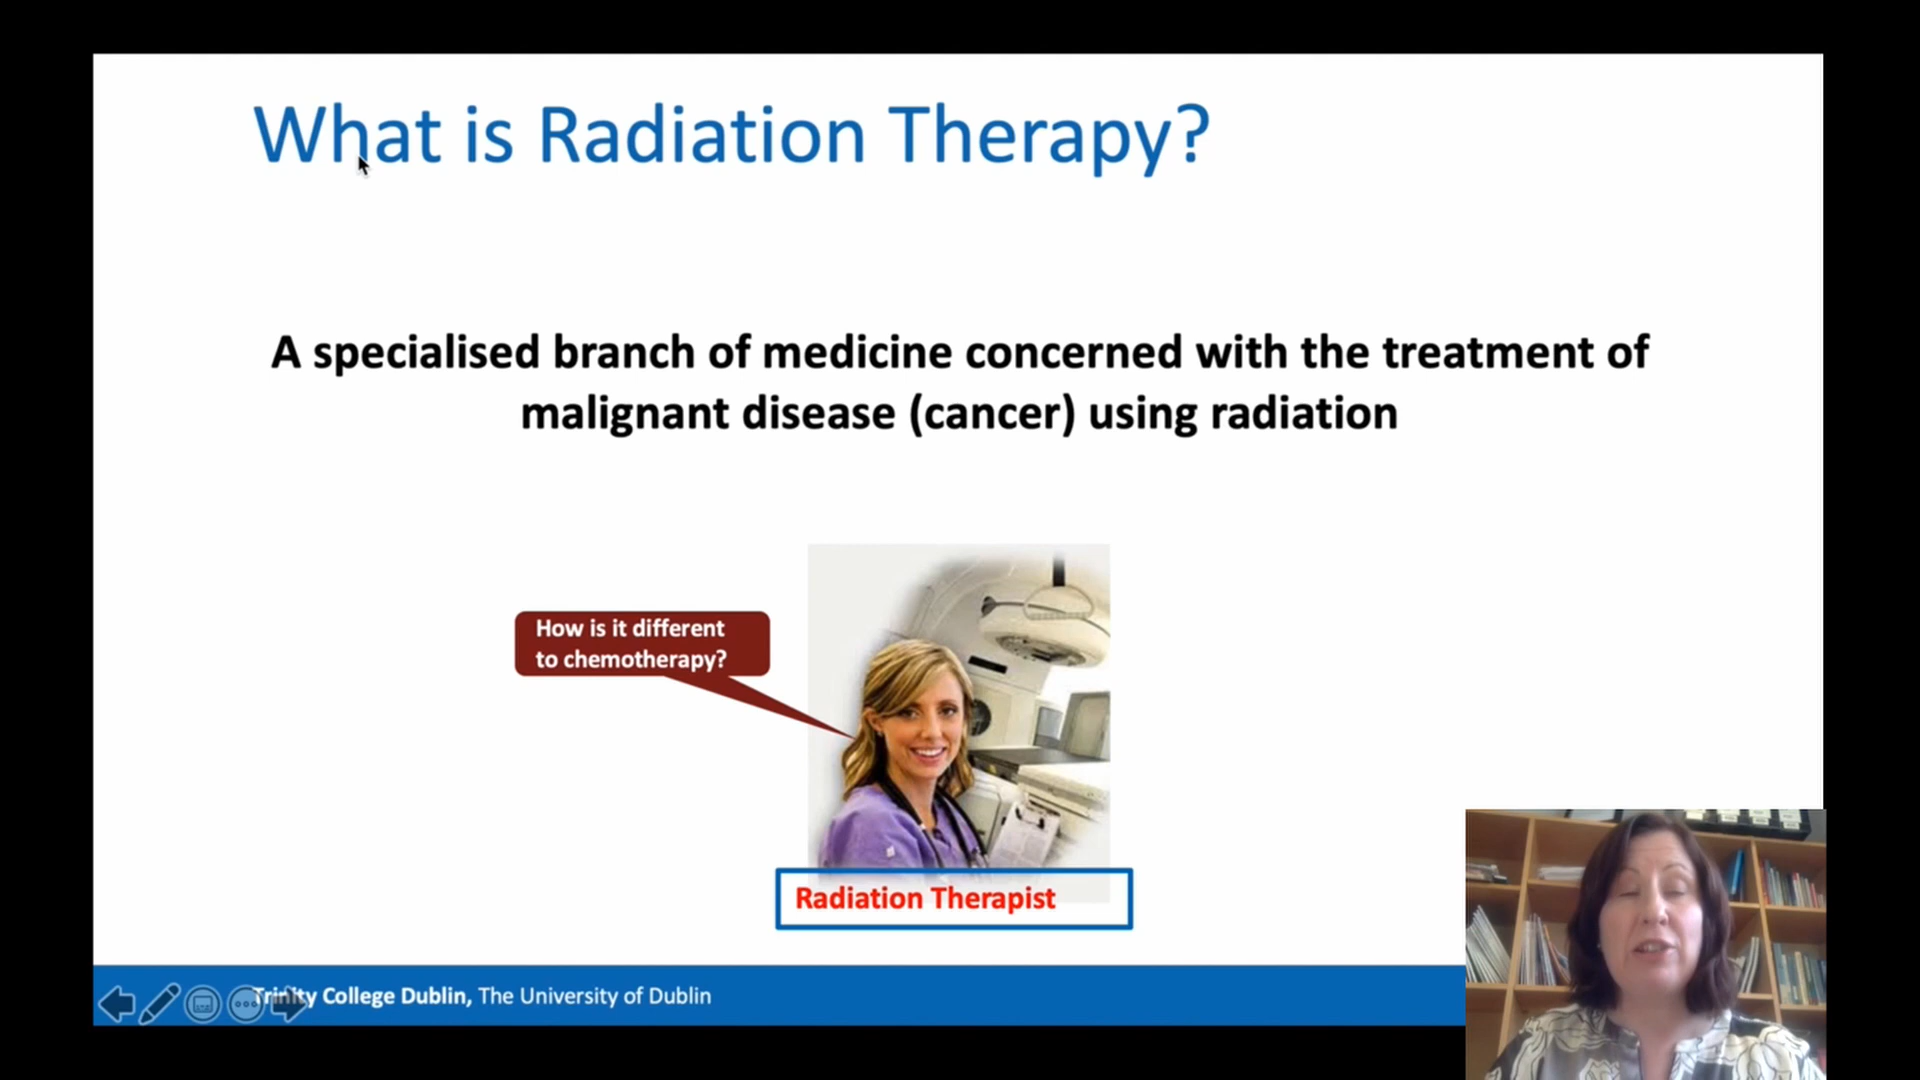 What is Radiation Therapy?
A specialised branch of medicine concerned with the treatment of
malignant disease (cancer) using radiation
How is it different
to chemotherapy?
Radiation Therapist
Trinity College Dublin, The University of Dublin